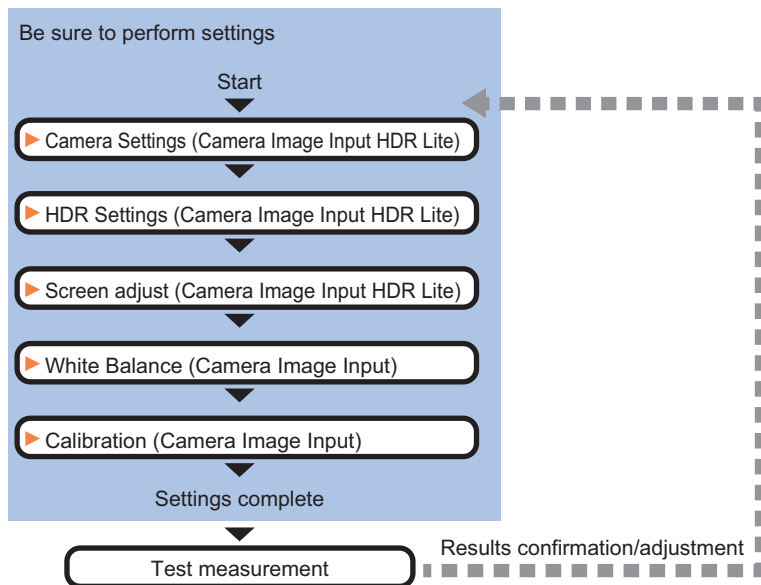 Be sure to perform settings
Start
Camera Settings (Camera Image Input HDR Lite)
HDR Settings (Camera Image Input HDR Lite)
Screen adjust (Camera Image Input HDR Lite)
White Balance (Camera Image Input)
Calibration (Camera Image Input)
Settings complete
Results confirmation/adjustment
Test measurement